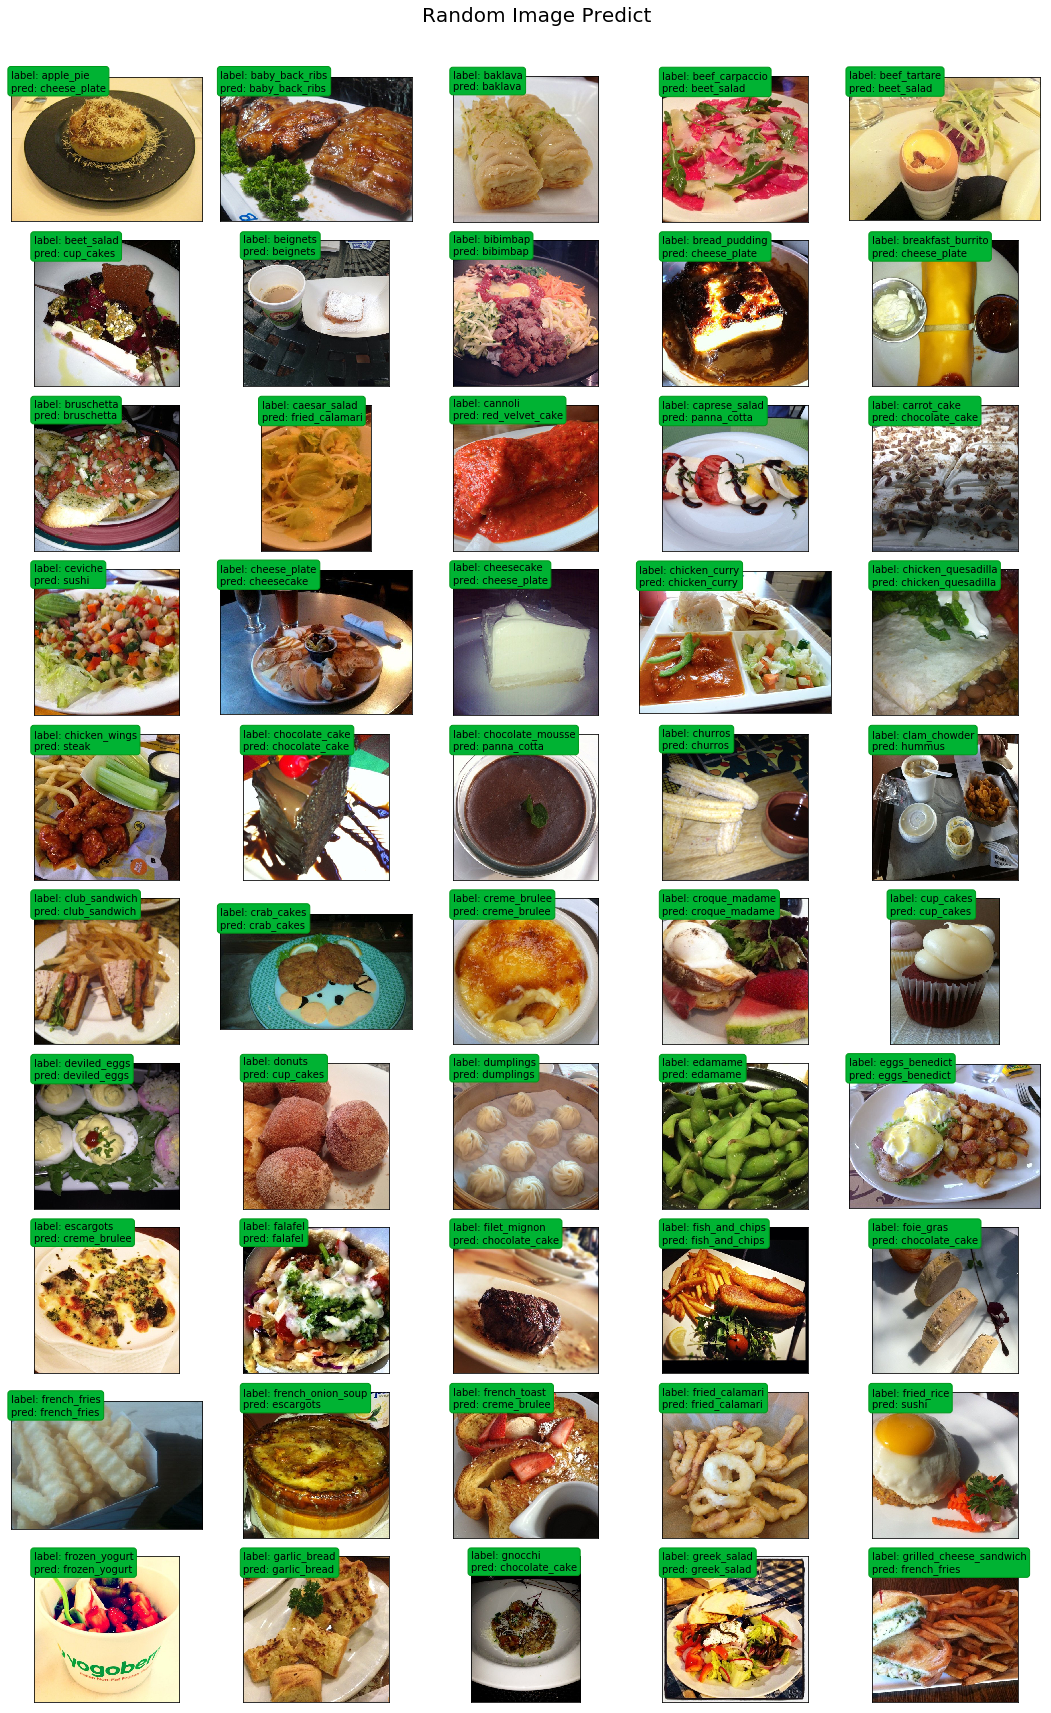 Random Image Predict
label: apple_pie
pred: cheese_plate
label: baby_back_ribs
pred: baby_back_ribs
label: baklava
pred: baklava
label: beef_carpaccio
pred: beet_salad
label: beef_tartare
pred: beet_salad
label: beet_salad
pred: cup_cakes
label: beignets
pred: beignets
label: bibimbap
pred: bibimbap
label: bread_pudding
pred: cheese_plate
label: breakfast_burrito
pred: cheese_plate
label: bruschetta
pred: bruschetta
label: caesar_salad
pred: fried_calamari
label: cannoli
pred: red_velvet_cake
label: caprese_salad
pred: panna_cotta
label: carrot_cake
pred: chocolate_cake
label: ceviche
pred: sushi
label: cheese_plate
pred: cheesecake
label: cheesecake
pred: cheese_plate
label: chicken_curry
pred: chicken_curry
label: chicken_quesadilla
pred: chicken_quesadilla
label: chicken_wings
pred: steak
label: chocolate_cake
pred: chocolate_cake
label: chocolate_mousse
pred: panna_cotta
label: churros
pred: churros
label: clam_chowder
pred: hummus
label: club_sandwich
pred: club_sandwich
label: crab_cakes
pred: crab_cakes
label: creme_brulee
pred: creme_brulee
label: croque_madame
pred: croque_madame
label: cup_cakes
pred: cup_cakes
label: deviled_eggs
pred: deviled_eggs
label: donuts
pred: cup_cakes
label: dumplings
pred: dumplings
label: edamame
pred: edamame
label: eggs_benedict
pred: eggs_benedict
label: escargots
pred: creme_brulee
label: falafel
pred: falafel
label: filet_mignon
pred: chocolate_cake
label: fish_and_chips
pred: fish_and_chips
label: foie_gras
pred: chocolate_cake
label: french_fries
pred: french_fries
label: french_onion_soup
pred: escargots
label: french_toast
pred: creme_brulee
label: fried_calamari
pred: fried_calamari
label: fried_rice
pred: sushi
label: frozen_yogurt
pred: frozen_yogurt
yogober
label: garlic_bread
pred: garlic_bread
label: gnocchi
pred: chocolate_cake
label: greek_salad
pred: greek_salad
label: grilled_cheese_sandwich
pred: french_fries